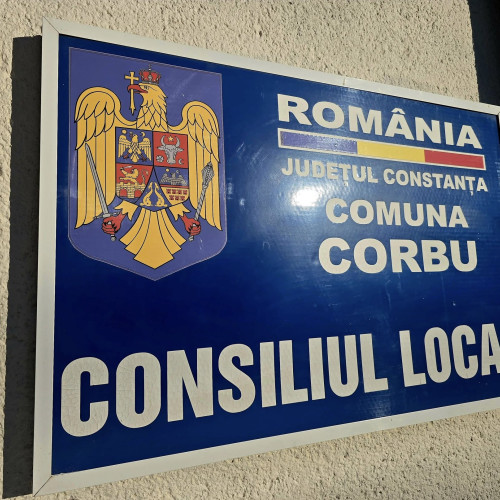 ROMÂNIA
JUDEȚUL CONSTANȚA
COMUNA
CORBU
CONSILIUL LOCA